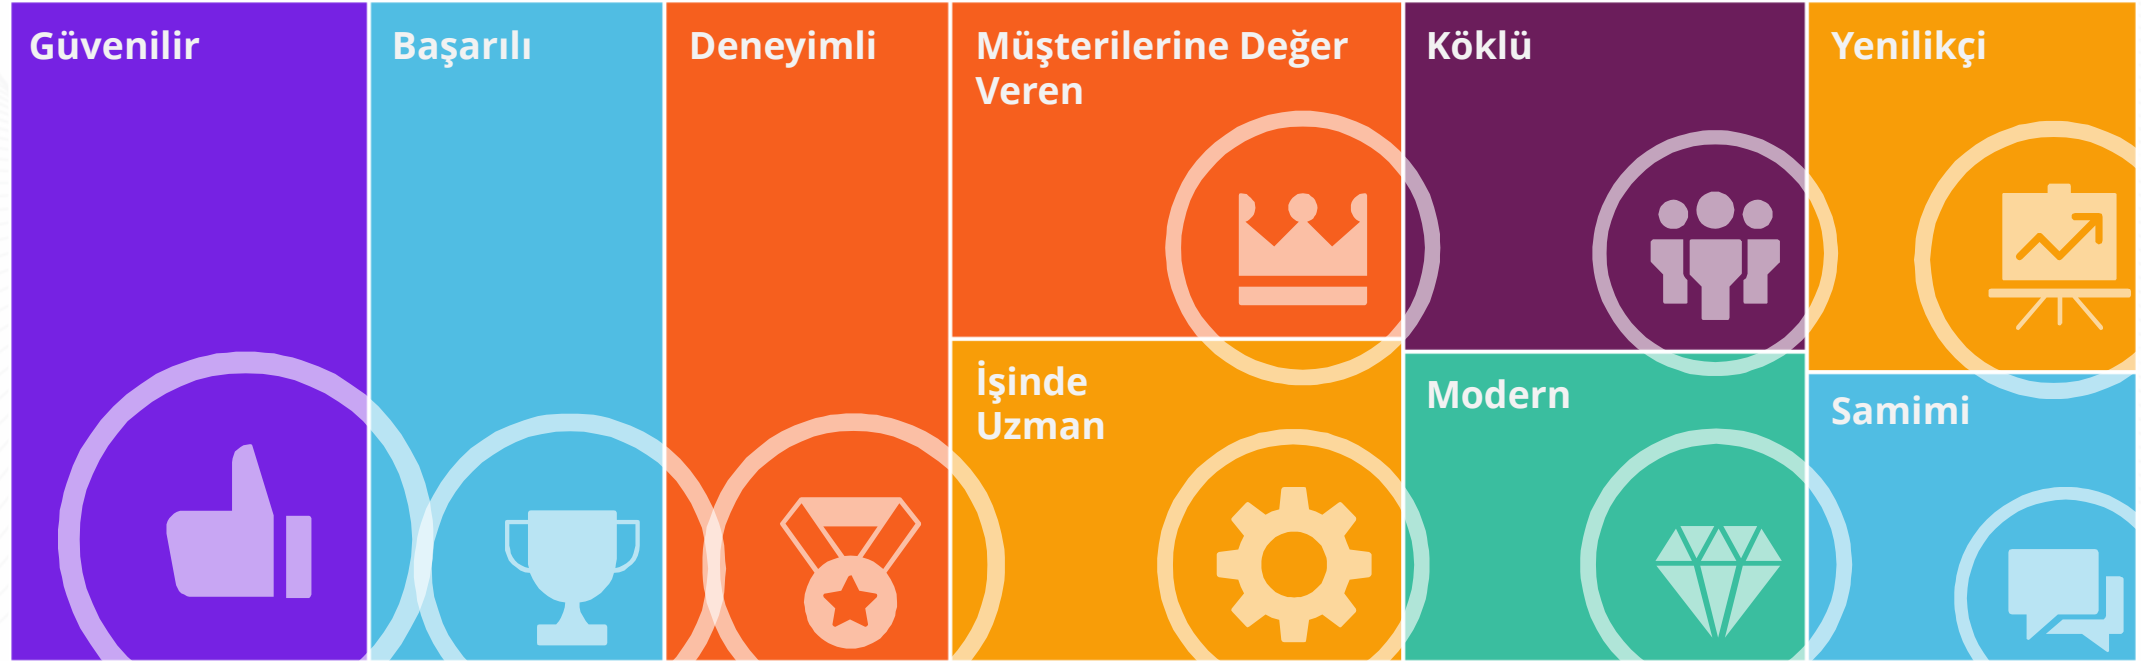 Güvenilir
Başarılı
Deneyimli
Müşterilerine Değer
Veren
Köklü
Yenilikçi
İşinde
Uzman
Modern
Samimi